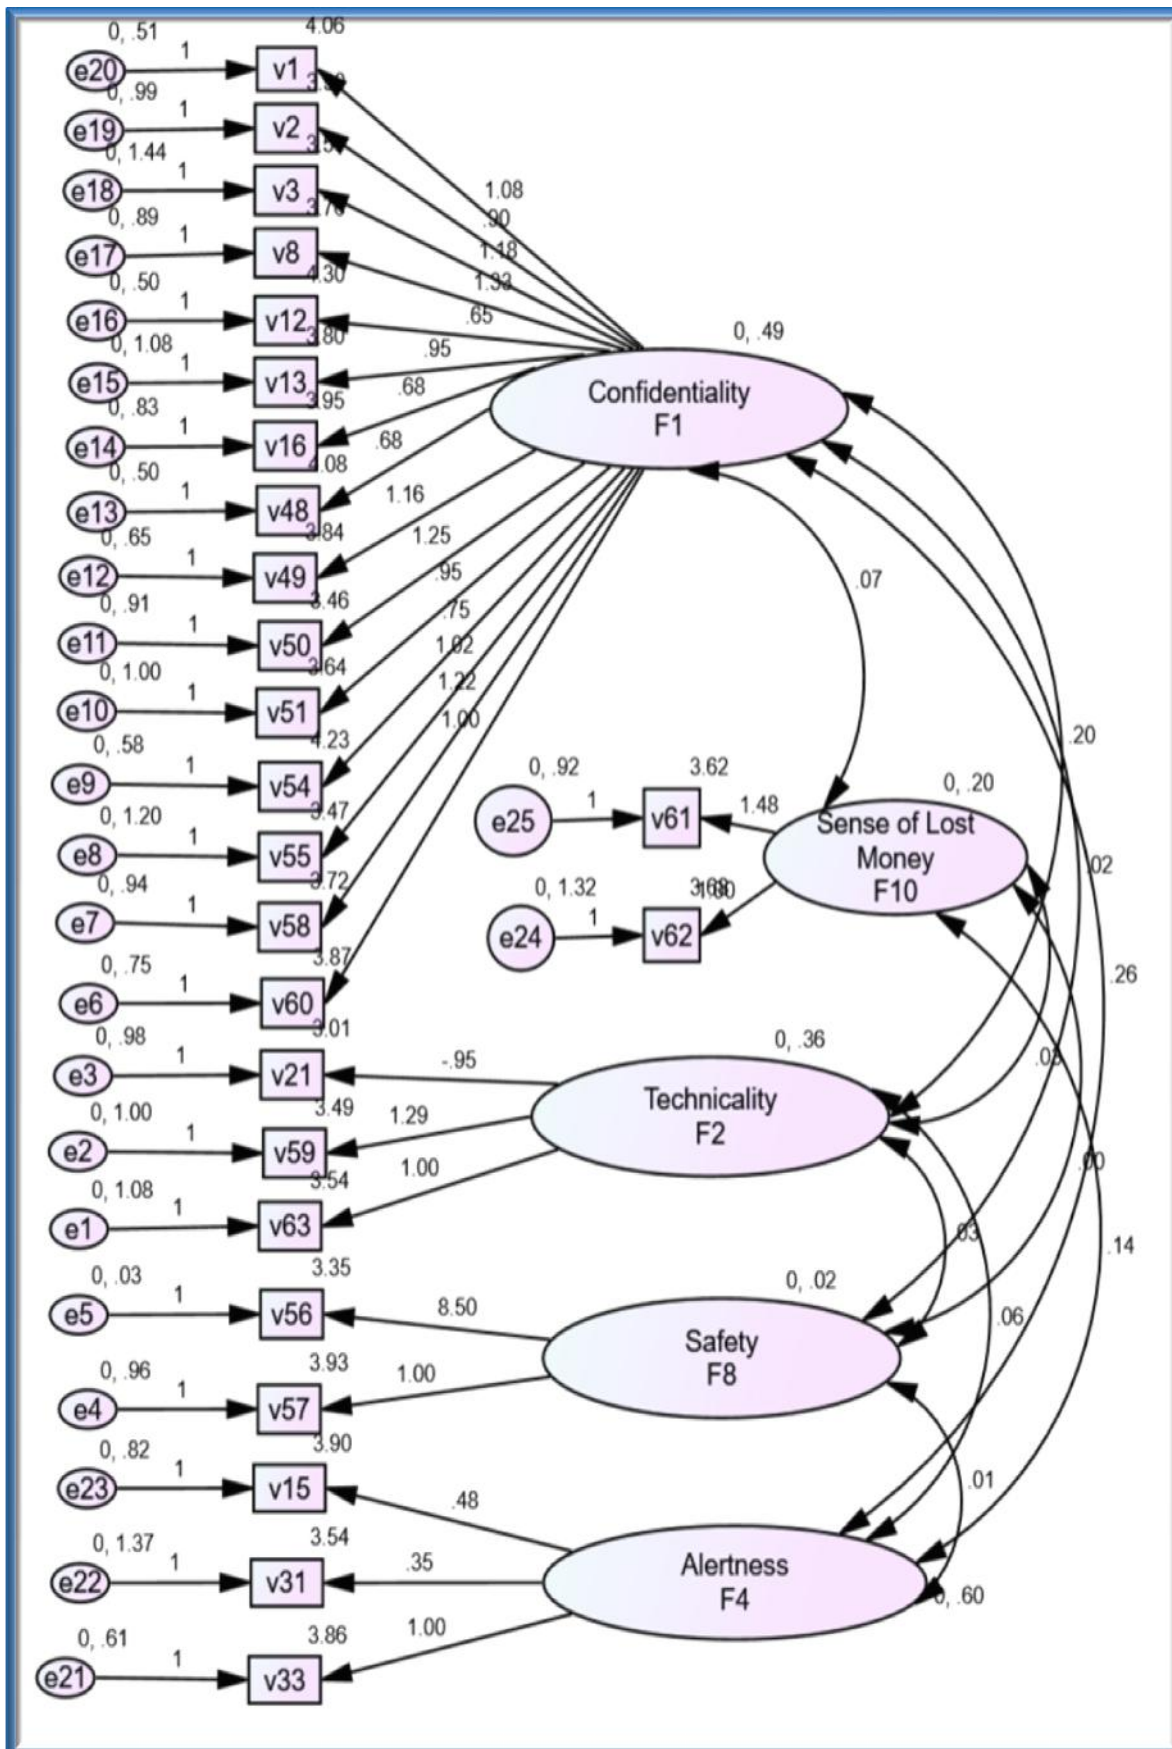 0, .51
4.06
e20
1
v1
0, .99
e19
1
v2
0, 1.44
e18
1
v3
0, .89
e17
1
v8
4.30
0, .50
e16
1
v12
3.80
0, 1.08
e15
1
v13
3.95
0, .83
e14
1
v16
4.08
0, .50
e13
1
v48
3.84
0, .65
e12
1
v49
3.46
0, .91
e11
1
v50
3.64
0, 1.00
e10
1
v51
4.23
0, .58
e9
1
v54
3.47
0, 1.20
e8
1
v55
3.72
0, .94
e7
1
v58
3.87
0, .75
e6
1
v60
3.01
1.08
.90
1.18
1.33
.65
.95
.68
.68
1.16
1.25
.95
.75
1.02
1.22
1.00
0, .49
Confidentiality
F1
.07
.20
.02
.26
0, .92
e25
1
3.62
v61
1.48
0, .20
Sense of Lost
Money
F10
0, 1.32
e24
1
3.68
1.00
v62
0, .98
e3
1
v21
-.95
0, .36
Technicality
F2
.03
0, 1.00
e2
1
3.49
v59
1.29
0, 1.08
e1
1
3.54
v63
1.00
.00
.14
.03
0, .03
e5
1
3.35
v56
8.50
0, .02
Safety
F8
.06
0, .96
e4
1
3.93
v57
1.00
0, .82
e23
1
3.90
v15
.48
.01
0, 1.37
e22
1
3.54
v31
.35
Alertness
F4
0, .60
0, .61
e21
1
3.86
v33
1.00